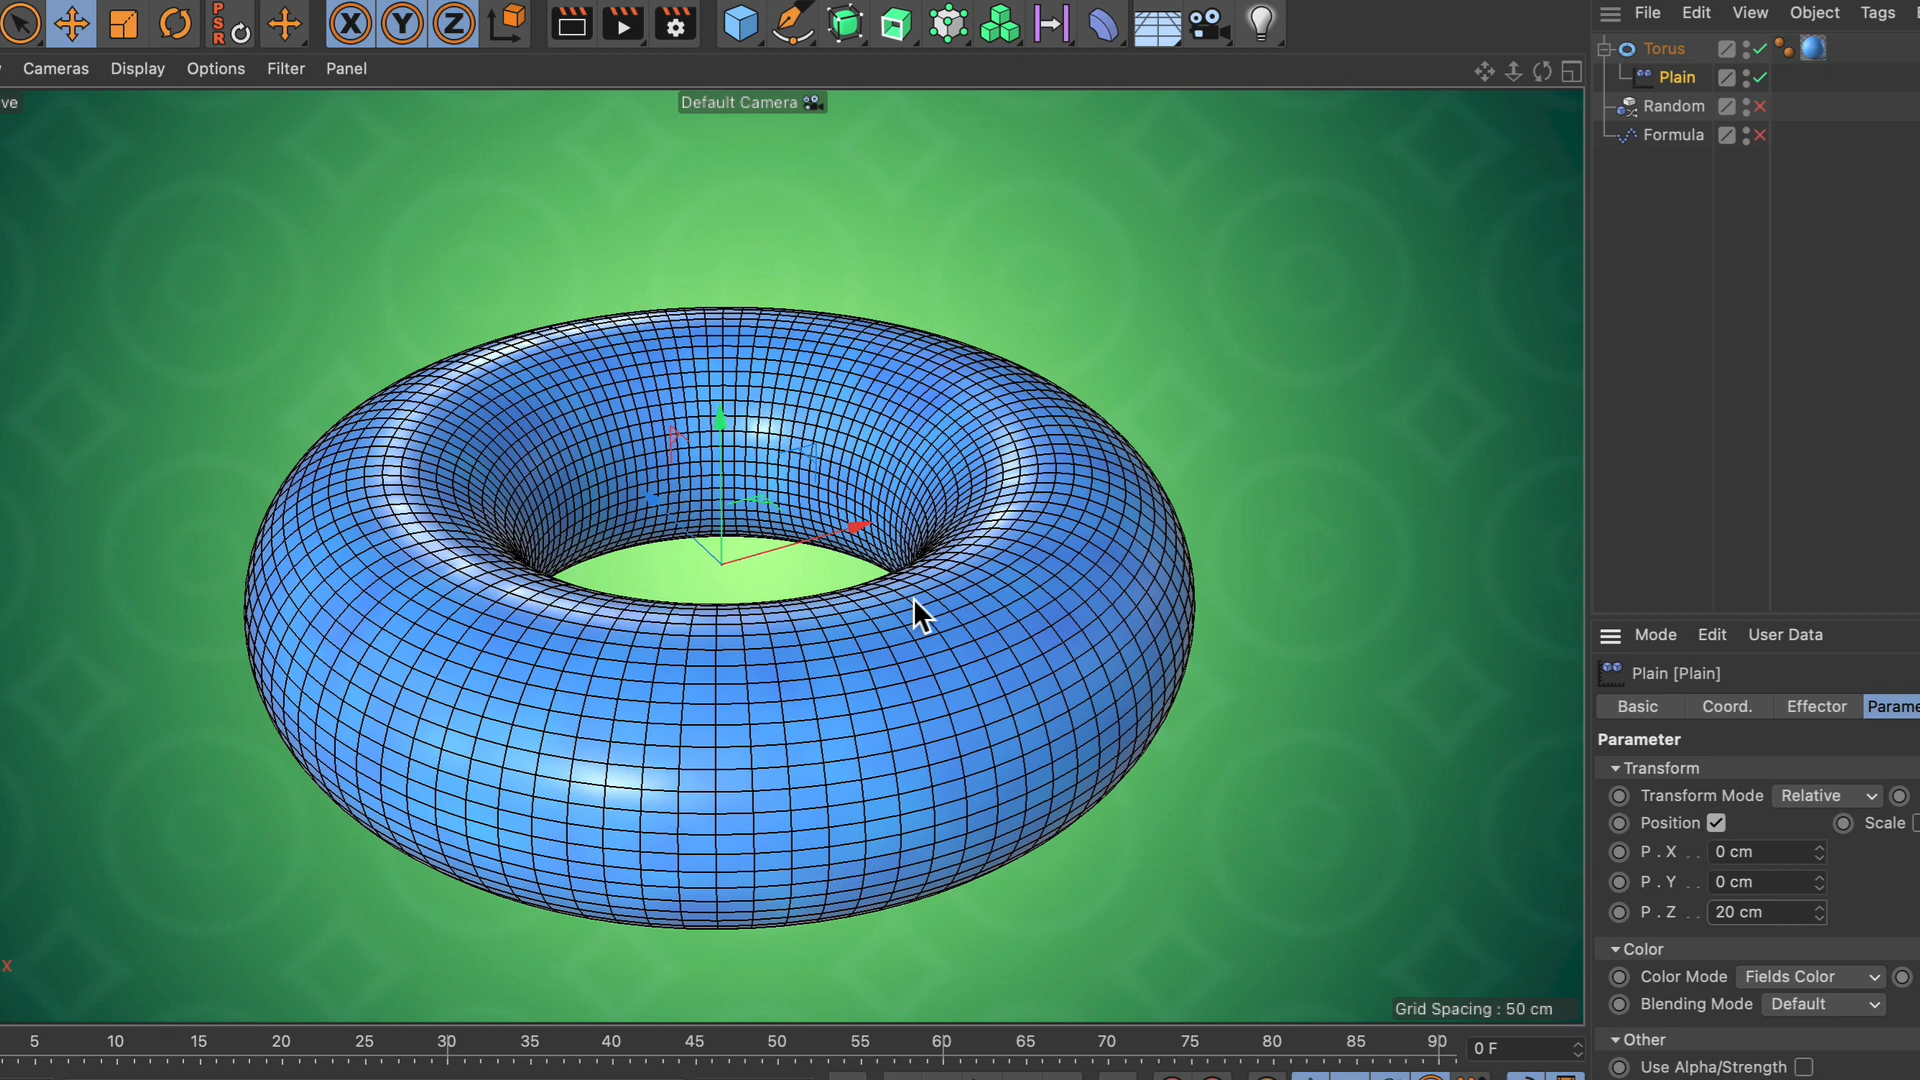 P
S
R
X Y Z
File Edit View Object Tags
Cameras Display Options Filter Panel
Torus
Plain
Random
Formula
ve
Default Camera
Mode Edit User Data
Plain [Plain]
Basic Coord. Effector Parame
Parameter
Transform
Transform Mode Relative
Position Scale
P . X . . 0 cm
P . Y . . 0 cm
P . Z . . 20 cm
Color
Color Mode Fields Color
Blending Mode Default
Other
Use Alpha/Strength
X
Grid Spacing : 50 cm
5 10 15 20 25 30 35 40 45 50 55 60 65 70 75 80 85 90 0 F